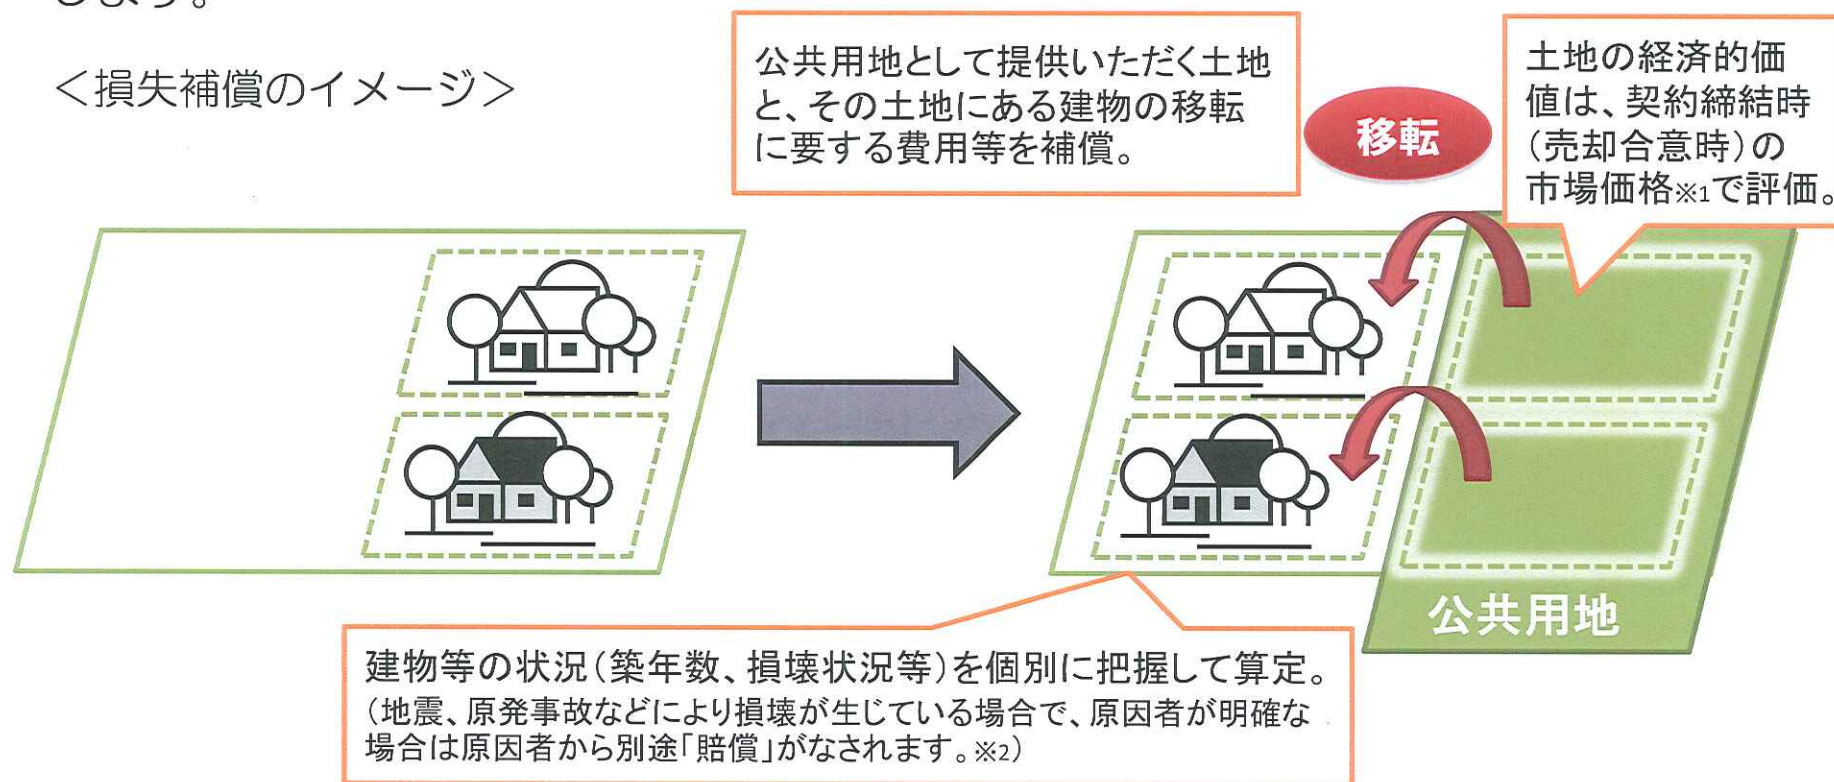 します。
＜損失補償のイメージ＞
公共用地として提供いただく土地
と、その土地にある建物の移転
に要する費用等を補償。
移転
土地の経済的価
値は、契約締結時
（売却合意時）の
市場価格※1で評価。
公共用地
建物等の状況（築年数、損壊状況等）を個別に把握して算定。
（地震、原発事故などにより損壊が生じている場合で、原因者が明確な
場合は原因者から別途「賠償」がなされます。※2）